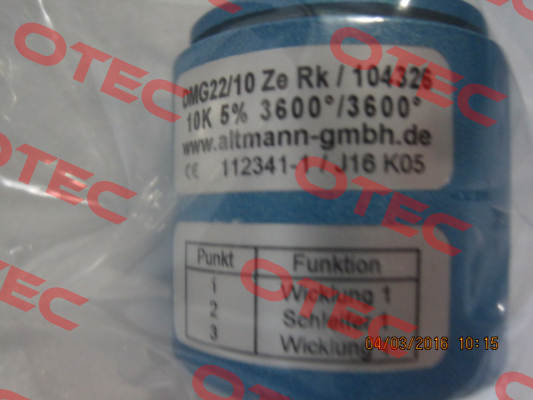 DMG22/10 Ze Rk / 104326
10K 5% 3600°/3600°
www.altmann-gmbh.de
CE 112341-1 / J16 K05
Punkt Funktion
1 Wicklung 1
2 Schleifer 1
3 Wicklung
04/03/2016 10:15
OTEC
OTEC
OTEC
OTEC
OTEC
OTEC
OTEC